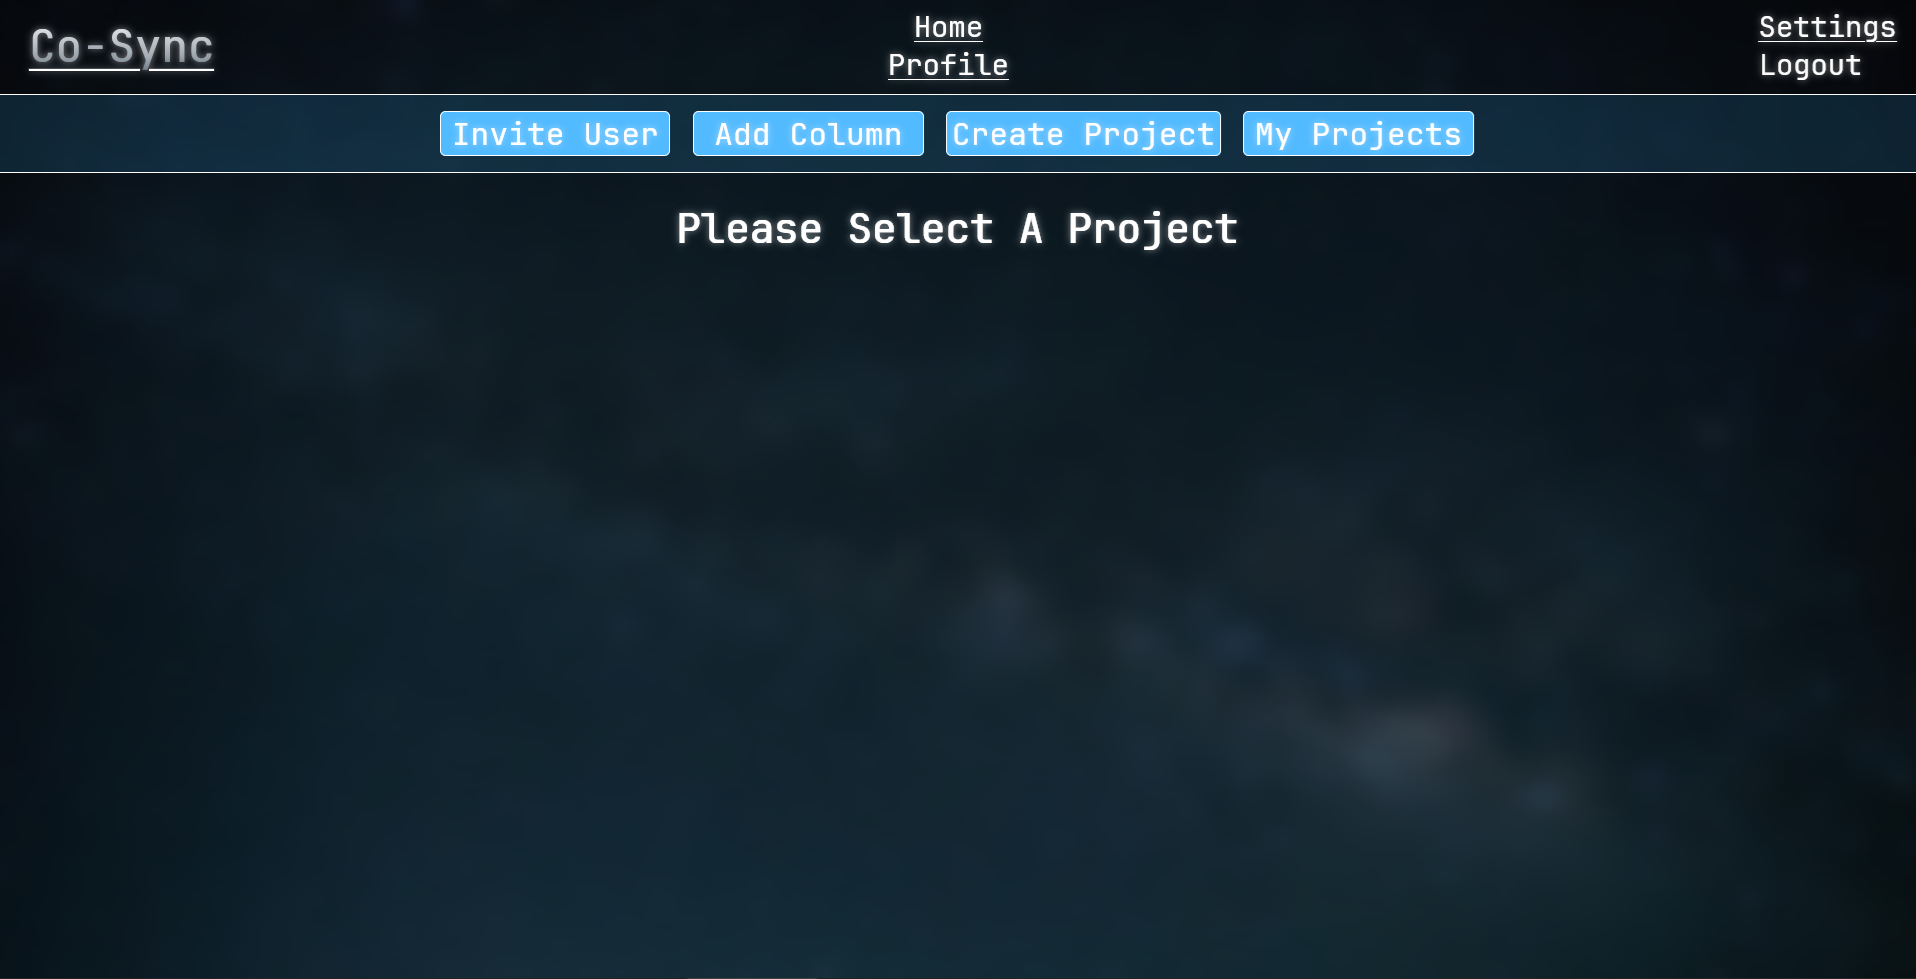 Co-Sync
Home
Profile
Settings
Logout
Invite User
Add Column
Create Project
My Projects
Please Select A Project